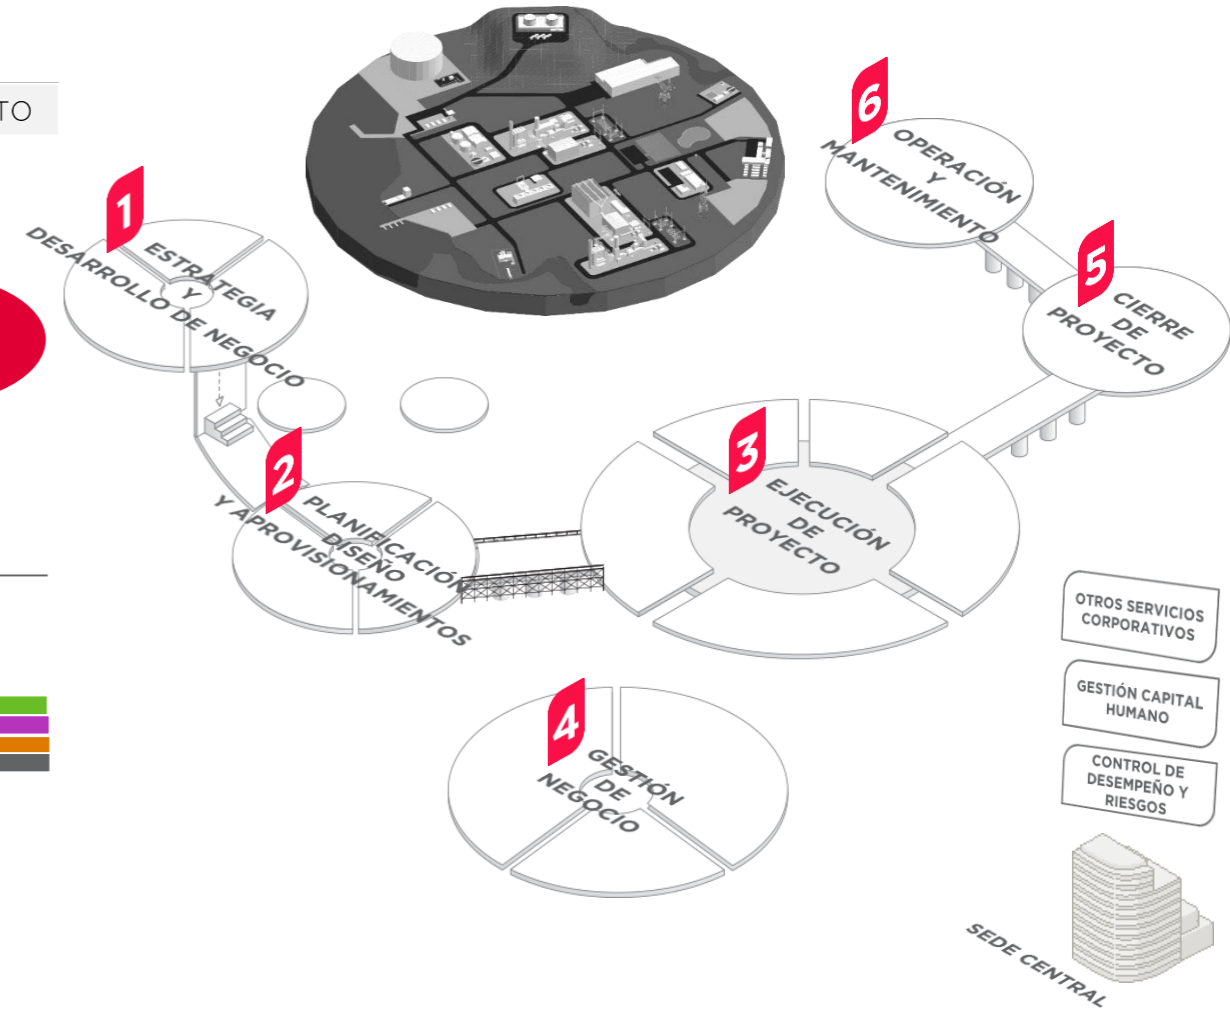 TO
1
ESTRATEGIA
Y
DESARROLLO DE NEGOCIO
2
PLANIFICACIÓN
DISEÑO
Y APROVISIONAMIENTOS
3
EJECUCIÓN
DE
PROYECTO
4
GESTIÓN
DE
NEGOCIO
5
CIERRE
DE
PROYECTO
6
OPERACIÓN
Y
MANTENIMIENTO
OTROS SERVICIOS
CORPORATIVOS
GESTIÓN CAPITAL
HUMANO
CONTROL DE
DESEMPEÑO Y
RIESGOS
SEDE CENTRAL